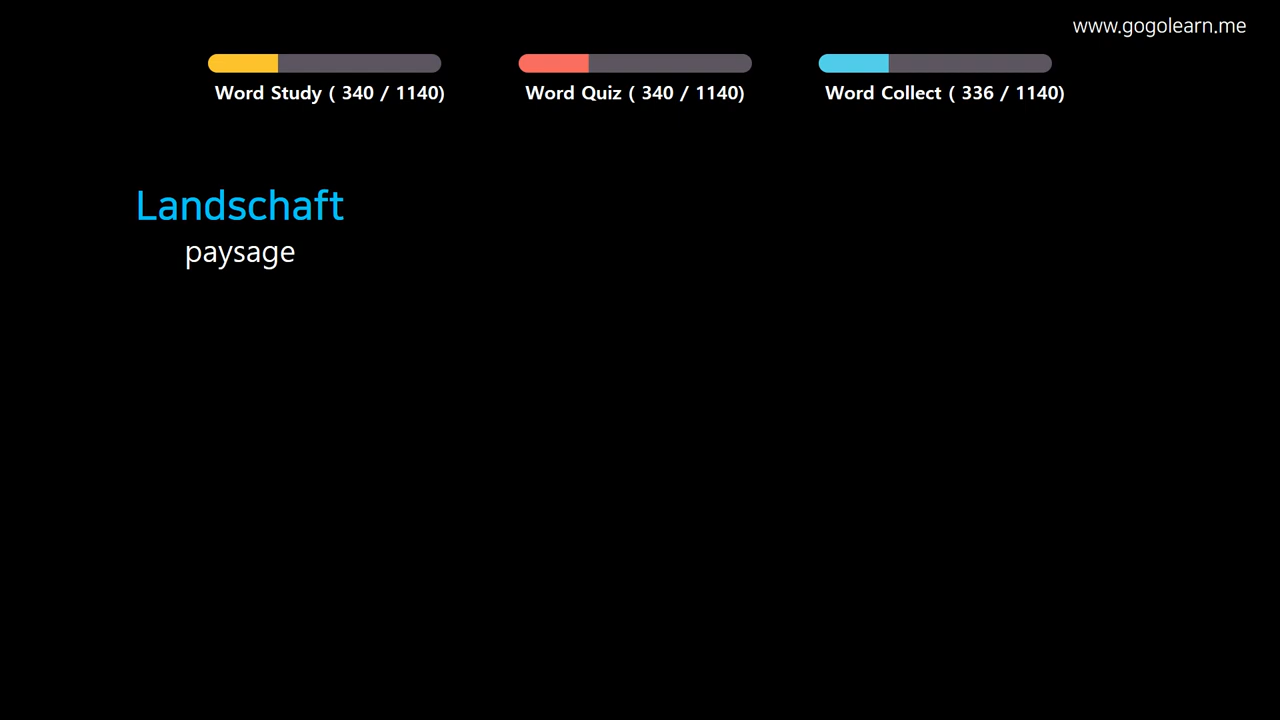 www.gogolearn.me
Word Study ( 340 / 1140)
Word Quiz ( 340 / 1140)
Word Collect ( 336 / 1140)
Landschaft
paysage